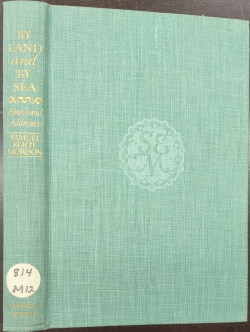 BY
LAND
and
BY
SEA
Essays and
Addresses
SAMUEL
ELIOT
MORISON
814
M12
S E
M